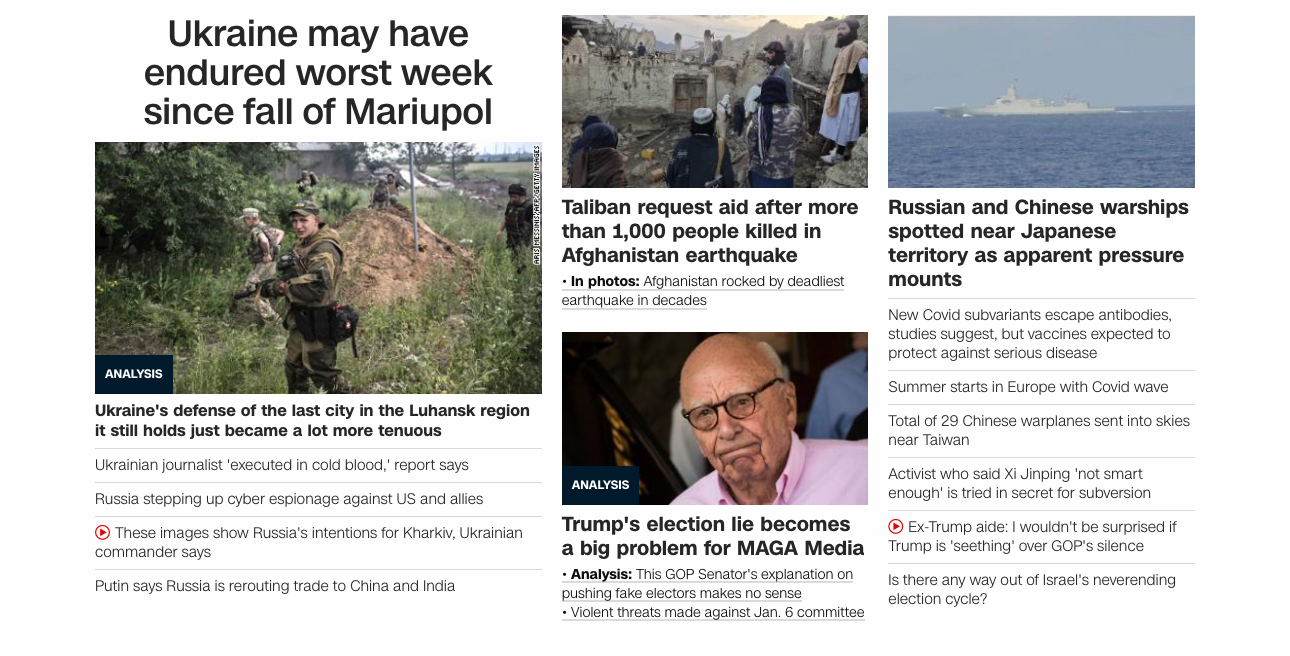 Ukraine may have
endured worst week
since fall of Mariupol
ARIS MESSINIS/AFP/GETTY IMAGES
ANALYSIS
Ukraine's defense of the last city in the Luhansk region
it still holds just became a lot more tenuous
Ukrainian journalist 'executed in cold blood,' report says
Russia stepping up cyber espionage against US and allies
These images show Russia's intentions for Kharkiv, Ukrainian
commander says
Putin says Russia is rerouting trade to China and India
Taliban request aid after more
than 1,000 people killed in
Afghanistan earthquake
• In photos: Afghanistan rocked by deadliest
earthquake in decades
ANALYSIS
Trump's election lie becomes
a big problem for MAGA Media
• Analysis: This GOP Senator's explanation on
pushing fake electors makes no sense
• Violent threats made against Jan. 6 committee
Russian and Chinese warships
spotted near Japanese
territory as apparent pressure
mounts
New Covid subvariants escape antibodies,
studies suggest, but vaccines expected to
protect against serious disease
Summer starts in Europe with Covid wave
Total of 29 Chinese warplanes sent into skies
near Taiwan
Activist who said Xi Jinping 'not smart
enough' is tried in secret for subversion
Ex-Trump aide: I wouldn't be surprised if
Trump is 'seething' over GOP's silence
Is there any way out of Israel's neverending
election cycle?